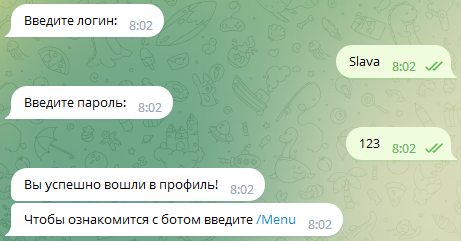 Введите логин: 8:02
Slava 8:02
Введите пароль: 8:02
123 8:02
Вы успешно вошли в профиль! 8:02
Чтобы ознакомится с ботом введите /Menu 8:02